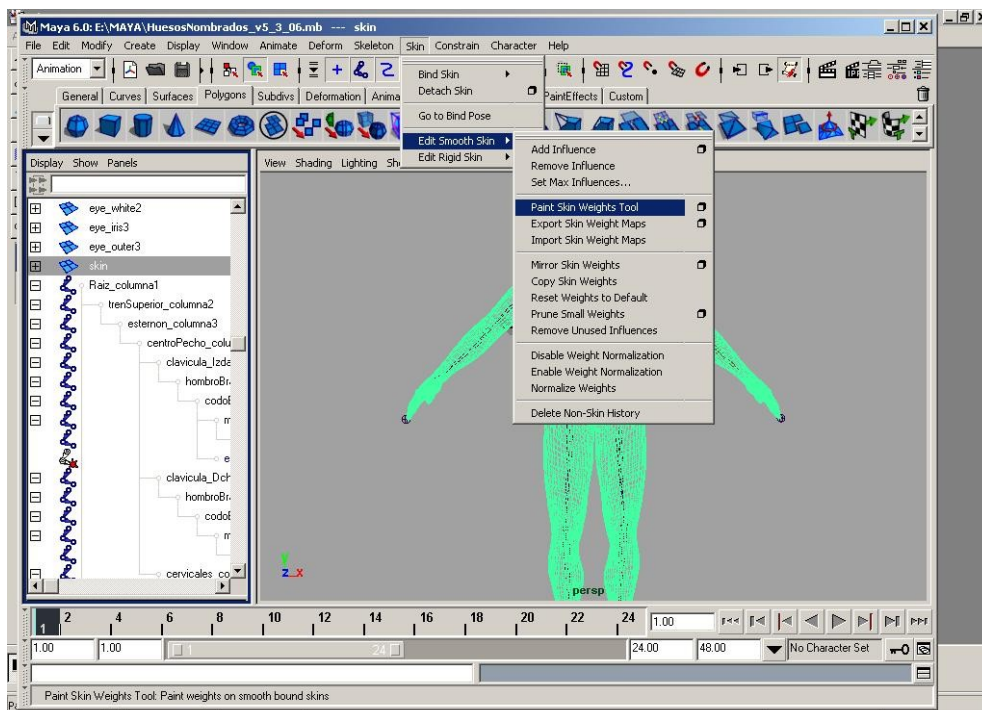 Maya 6.0: E:\MAYA\HuesosNombrados_v5_3_06.mb --- skin
File Edit Modify Create Display Window Animate Deform Skeleton Skin Constrain Character Help
Animation
General Curves Surfaces Polygons Subdivs Deformation Anima PaintEffects Custom
Bind Skin
Detach Skin
Go to Bind Pose
Edit Smooth Skin
Edit Rigid Skin
Add Influence
Remove Influence
Set Max Influences...
Paint Skin Weights Tool
Export Skin Weight Maps
Import Skin Weight Maps
Mirror Skin Weights
Copy Skin Weights
Reset Weights to Default
Prune Small Weights
Remove Unused Influences
Disable Weight Normalization
Enable Weight Normalization
Normalize Weights
Delete Non-Skin History
Display Show Panels
View Shading Lighting Sh
eye_white2
eye_iris3
eye_outer3
skin
Raiz_columna1
trenSuperior_columna2
esternon_columna3
centroPecho_colu
clavicula_Izda
hombroBr
codoE
m
e
clavicula_Dch
hombroBr
codoE
m
cervicales_co
y
z x
persp
1 2 4 6 8 10 12 14 16 18 20 22 24 1.00
1.00 1.00 1 24 24.00 48.00 No Character Set
Paint Skin Weights Tool: Paint weights on smooth bound skins